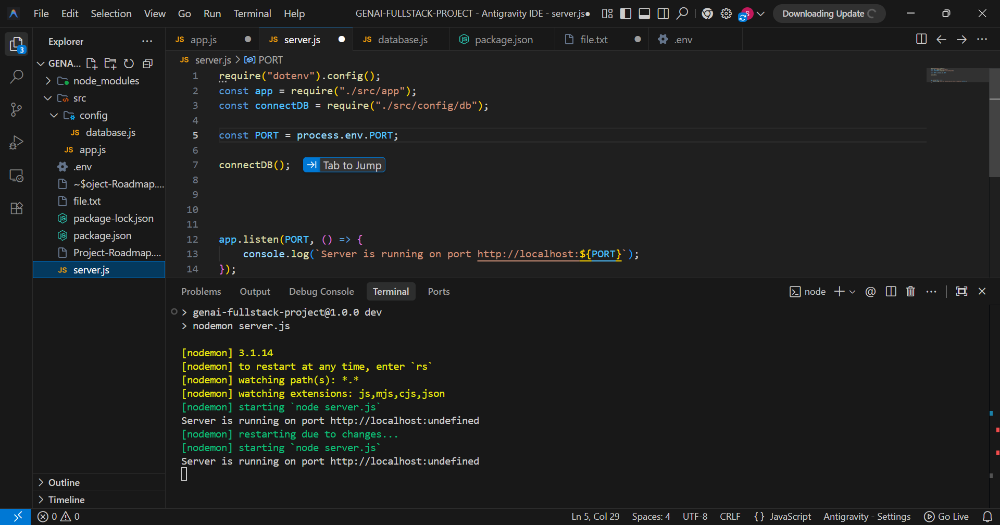 File Edit Selection View Go Run Terminal Help
GENAI-FULLSTACK-PROJECT - Antigravity IDE - server.js●
Downloading Update
Explorer
JS app.js
JS server.js
JS database.js
package.json
file.txt
.env
GENA...
node_modules
src
config
JS database.js
JS app.js
.env
~$oject-Roadmap....
file.txt
package-lock.json
package.json
Project-Roadmap....
JS server.js
Outline
Timeline
JS server.js > PORT
1 require("dotenv").config();
2 const app = require("./src/app");
3 const connectDB = require("./src/config/db");
4
5 const PORT = process.env.PORT;
6
7 connectDB(); Tab to Jump
8
9
10
11
12 app.listen(PORT, () => {
13 console.log(`Server is running on port http://localhost:${PORT}`);
14 });
Problems Output Debug Console Terminal Ports
node
> genai-fullstack-project@1.0.0 dev
> nodemon server.js
[nodemon] 3.1.14
[nodemon] to restart at any time, enter `rs`
[nodemon] watching path(s): *.*
[nodemon] watching extensions: js,mjs,cjs,json
[nodemon] starting `node server.js`
Server is running on port http://localhost:undefined
[nodemon] restarting due to changes...
[nodemon] starting `node server.js`
Server is running on port http://localhost:undefined
0 0
Ln 5, Col 29 Spaces: 4 UTF-8 CRLF {} JavaScript Antigravity - Settings Go Live